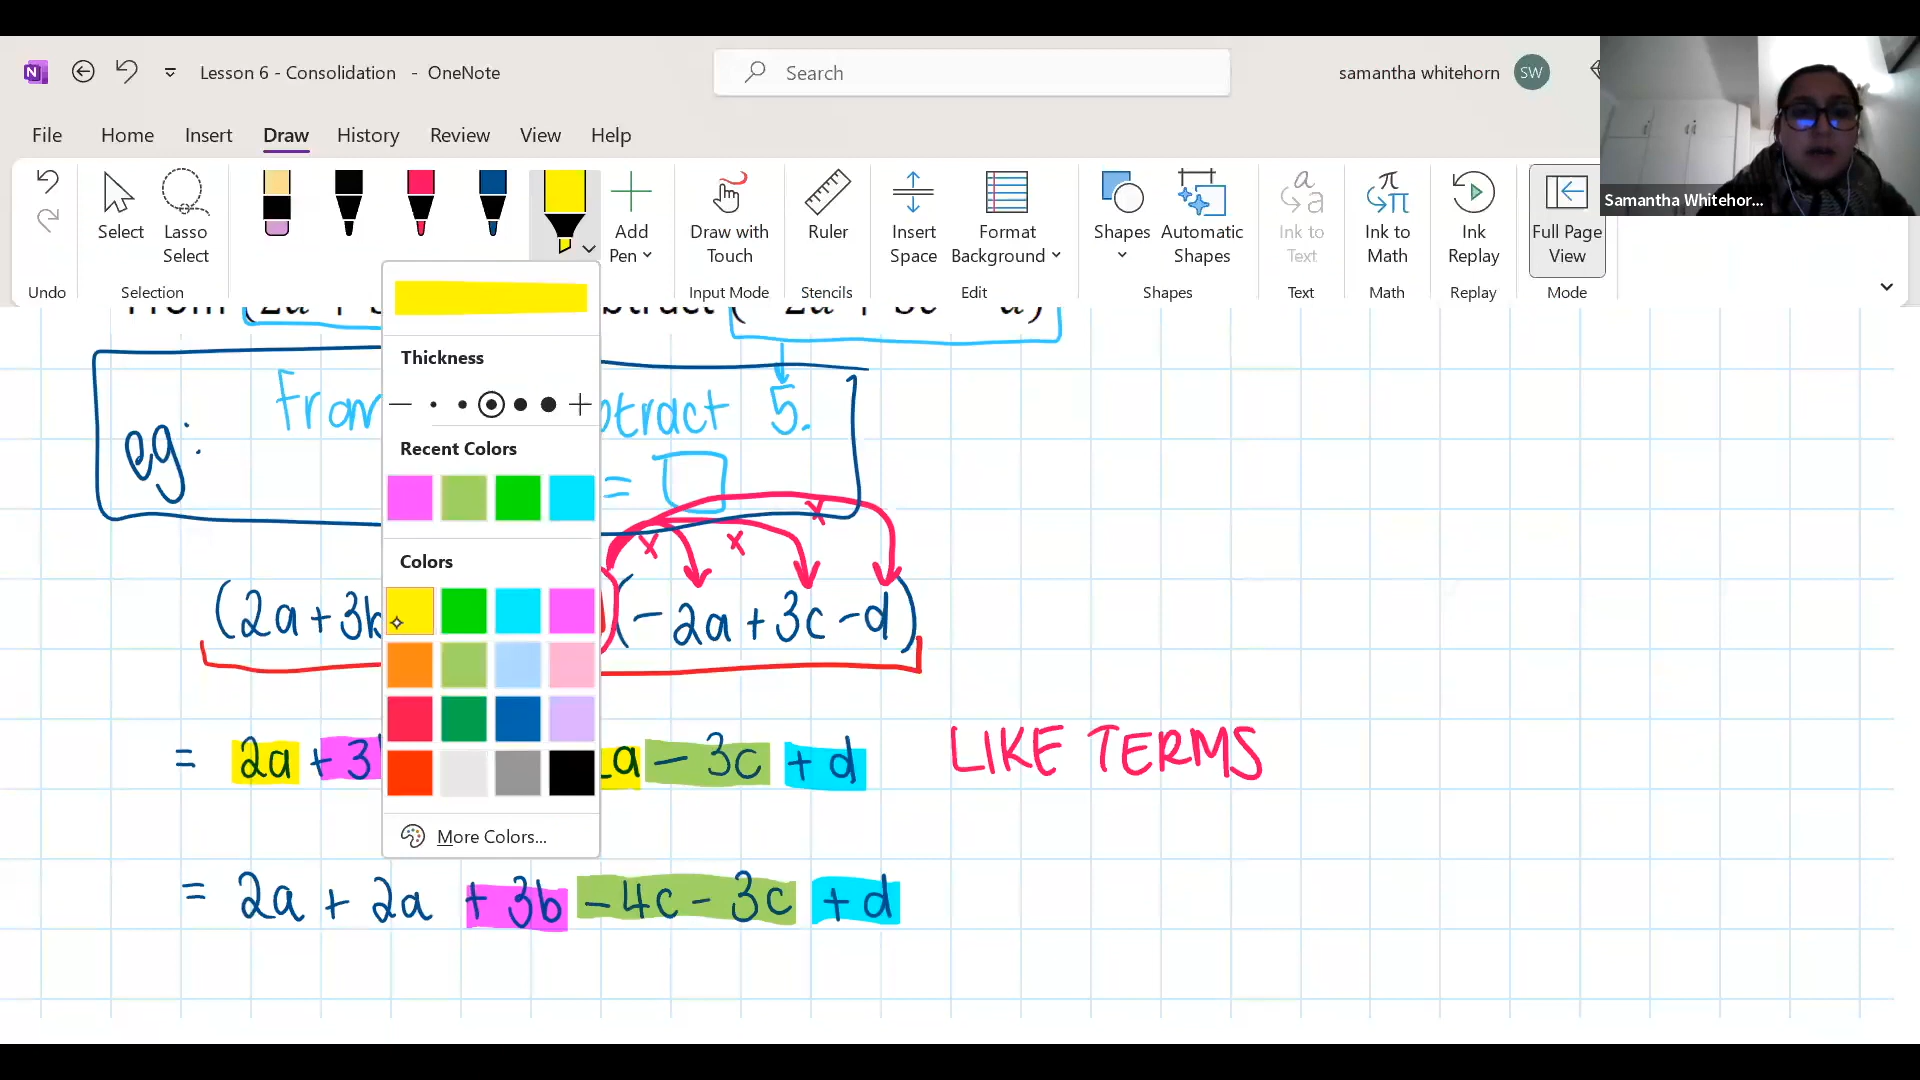 Lesson 6 - Consolidation - OneNote
Search
samantha whitehorn SW
File Home Insert Draw History Review View Help
Select Lasso Select Add Pen Draw with Touch Ruler Insert Space Format Background Shapes Automatic Shapes Ink to Text Ink to Math Ink Replay Full Page View
Samantha Whitehor...
Undo Selection Input Mode Stencils Edit Shapes Text Math Replay Mode
Thickness
Recent Colors
Colors
More Colors...
eg: From 5.
= 
(2a+3b (-2a+3c-d)
= 2a +3 a - 3c + d
LIKE TERMS
= 2a + 2a + 3b - 4c - 3c + d